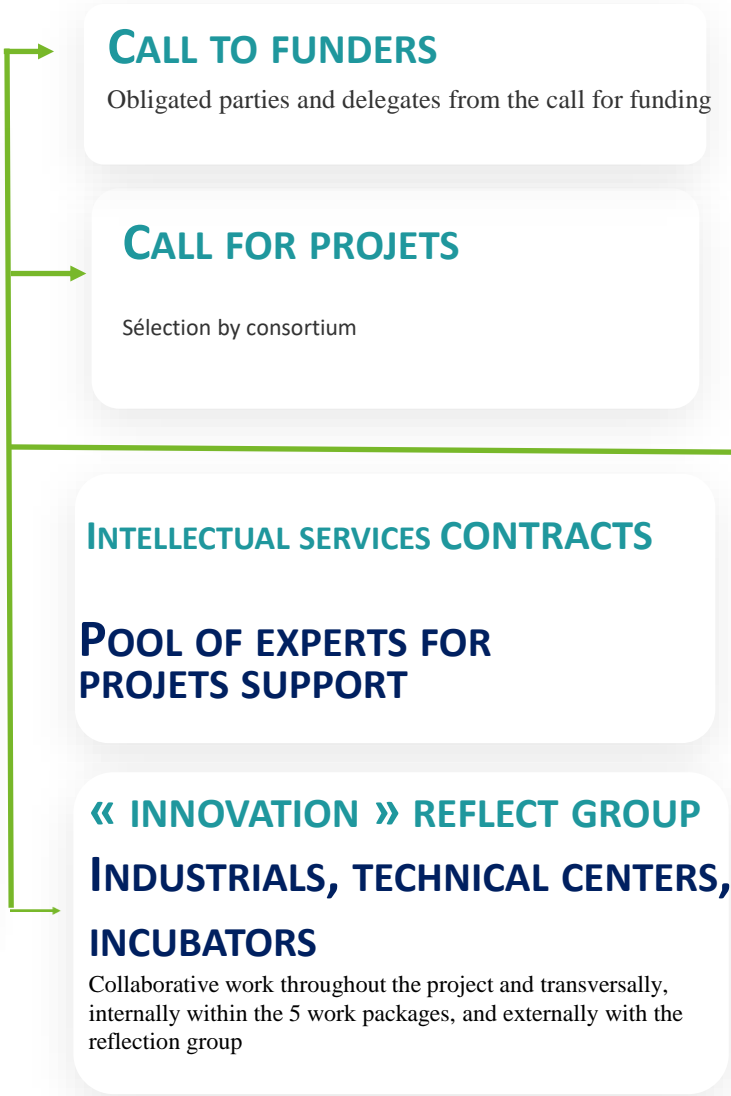 CALL TO FUNDERS
Obligated parties and delegates from the call for funding
CALL FOR PROJETS
Sélection by consortium
INTELLECTUAL SERVICES CONTRACTS
POOL OF EXPERTS FOR
PROJETS SUPPORT
« INNOVATION » REFLECT GROUP
INDUSTRIALS, TECHNICAL CENTERS,
INCUBATORS
Collaborative work throughout the project and transversally,
internally within the 5 work packages, and externally with the
reflection group